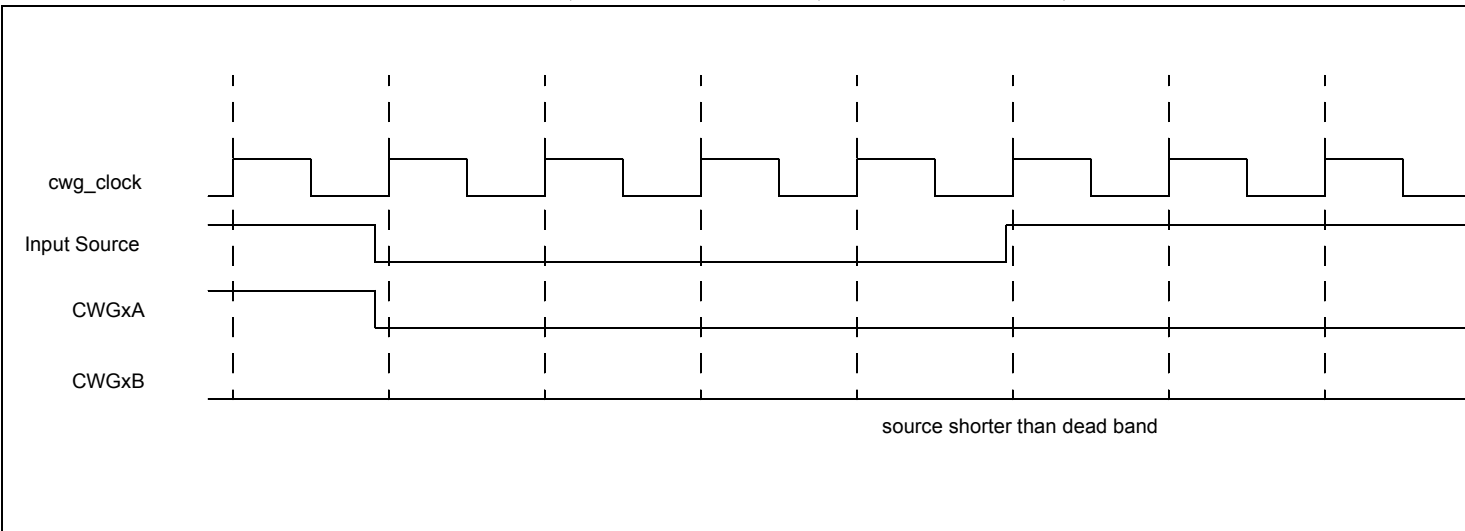 cwg_clock
Input Source
CWGxA
CWGxB
source shorter than dead band